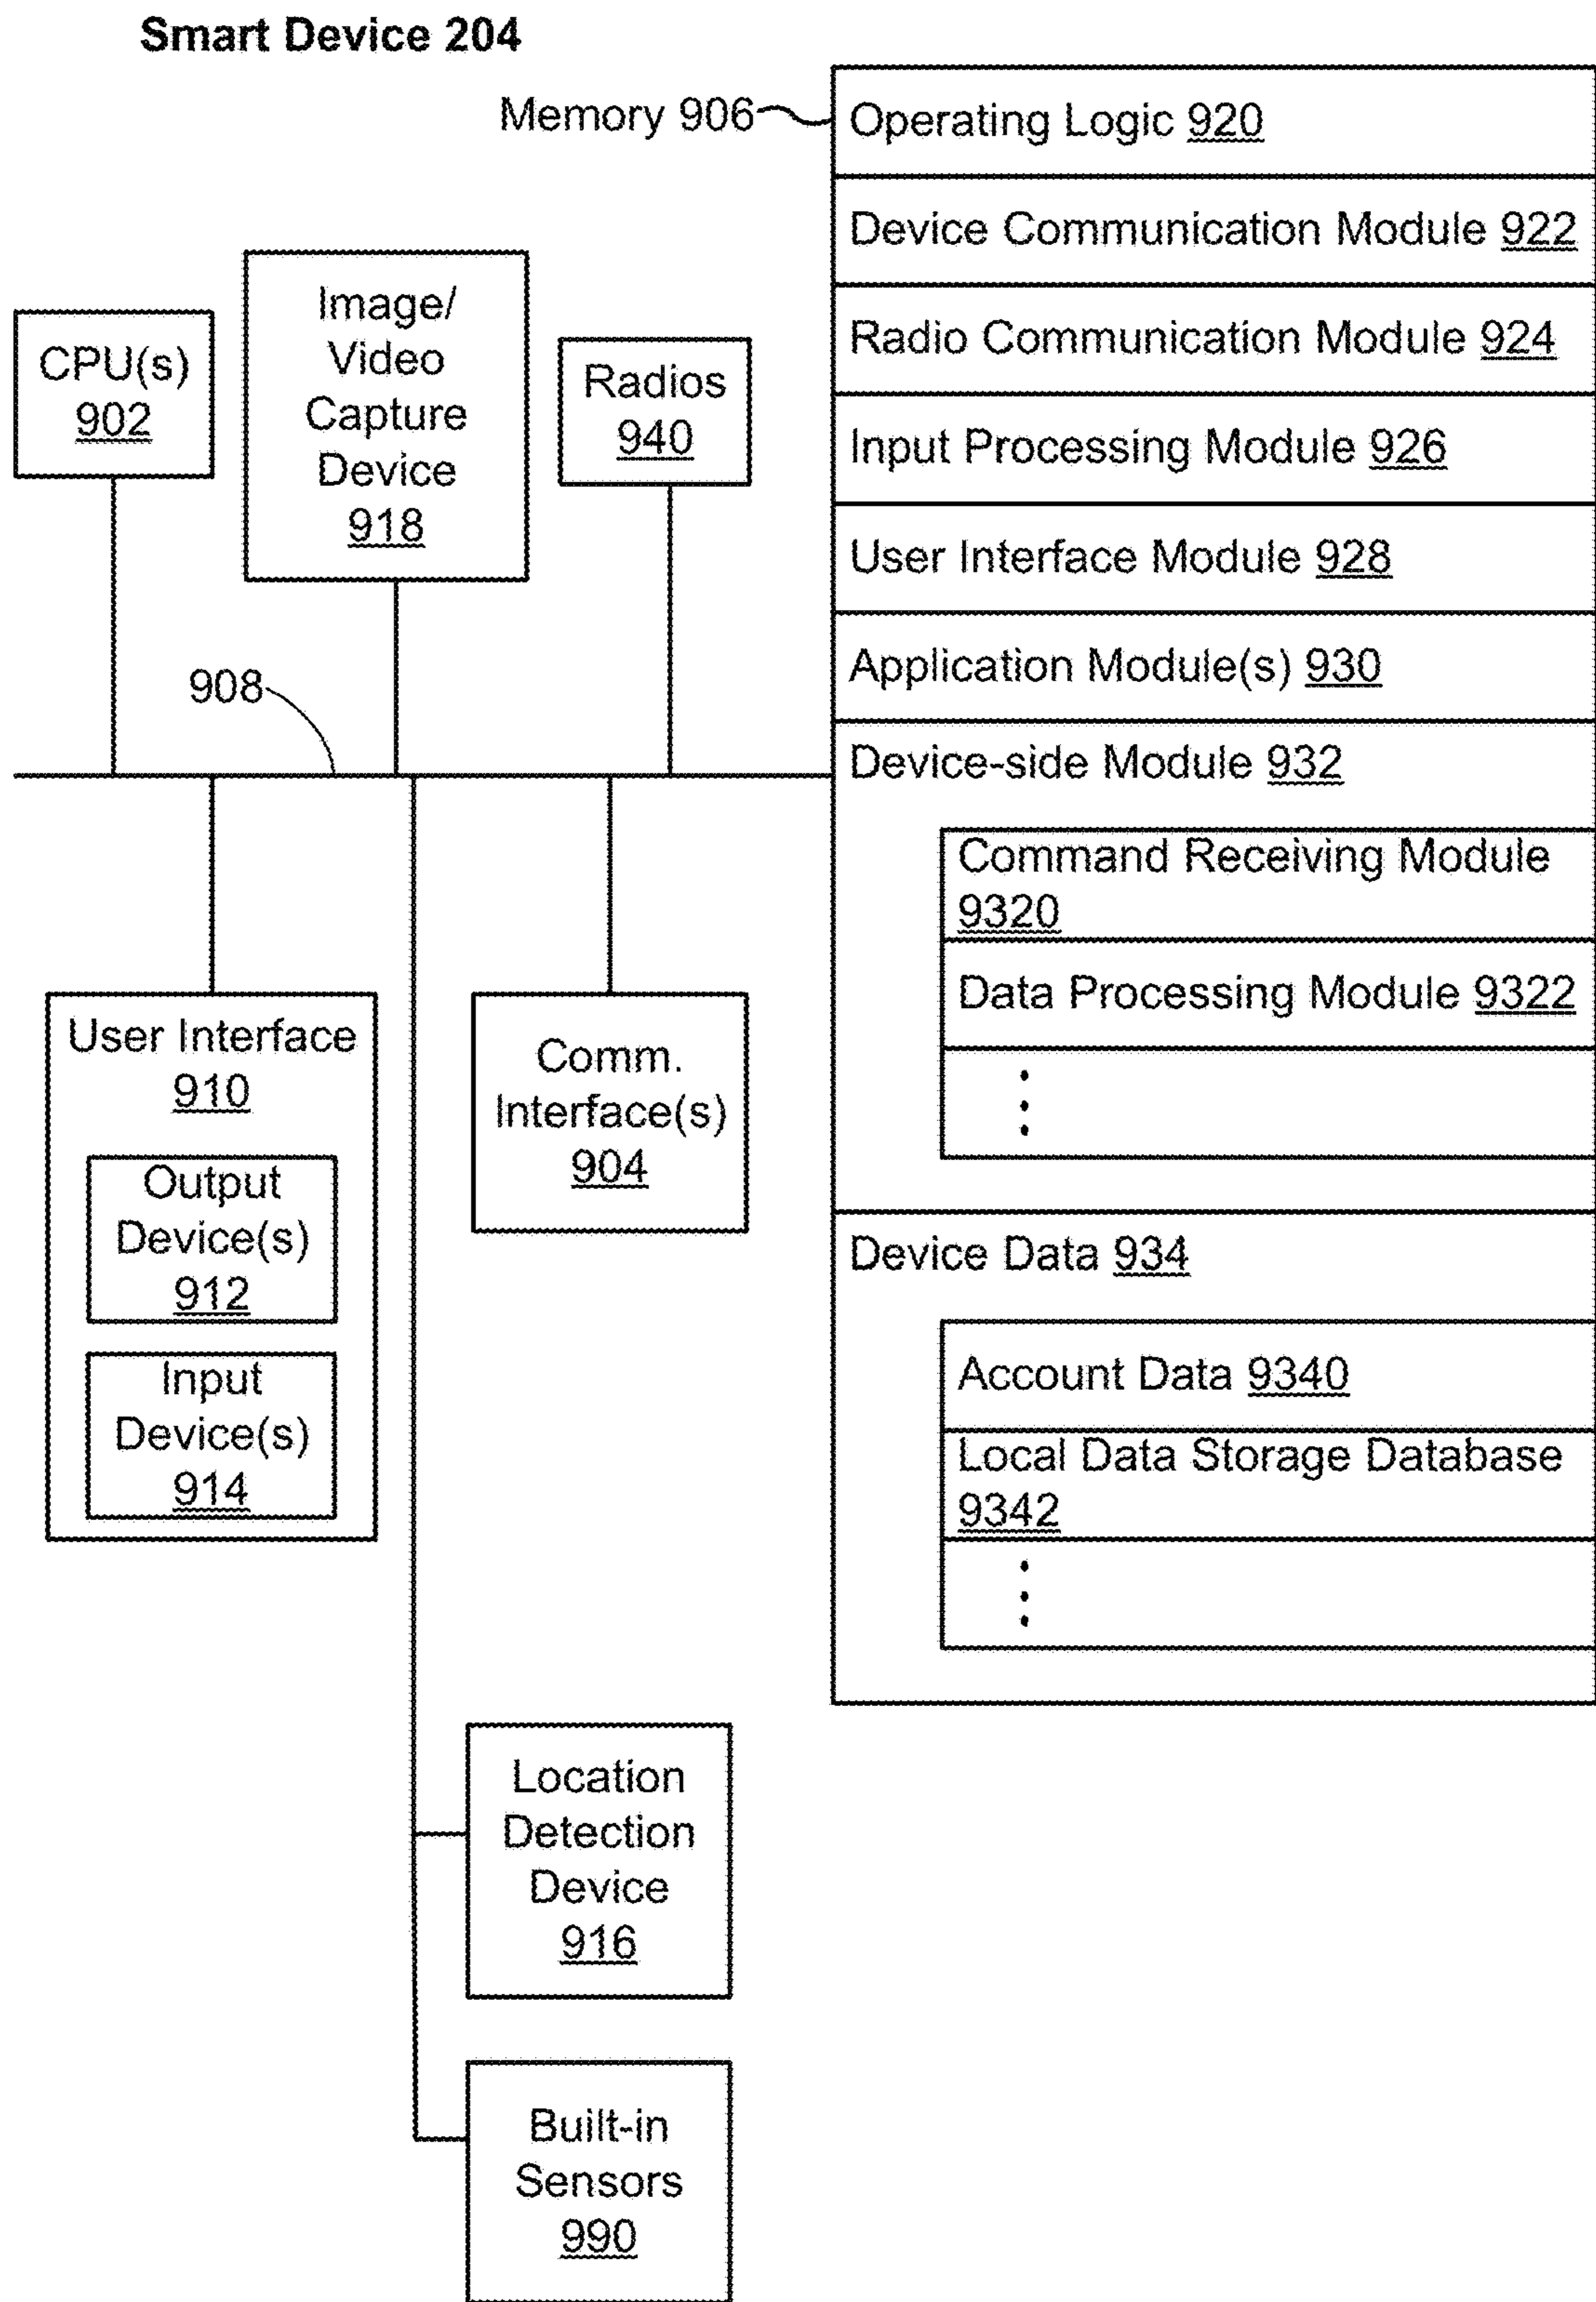 Smart Device 204
Memory 906
Operating Logic 920
Device Communication Module 922
Radio Communication Module 924
Input Processing Module 926
User Interface Module 928
Application Module(s) 930
Device-side Module 932
Command Receiving Module
9320
Data Processing Module 9322
Device Data 934
Account Data 9340
Local Data Storage Database
9342
CPU(s)
902
Image/
Video
Capture
Device
918
Radios
940
908
User Interface
910
Output
Device(s)
912
Input
Device(s)
914
Comm.
Interface(s)
904
Location
Detection
Device
916
Built-in
Sensors
990